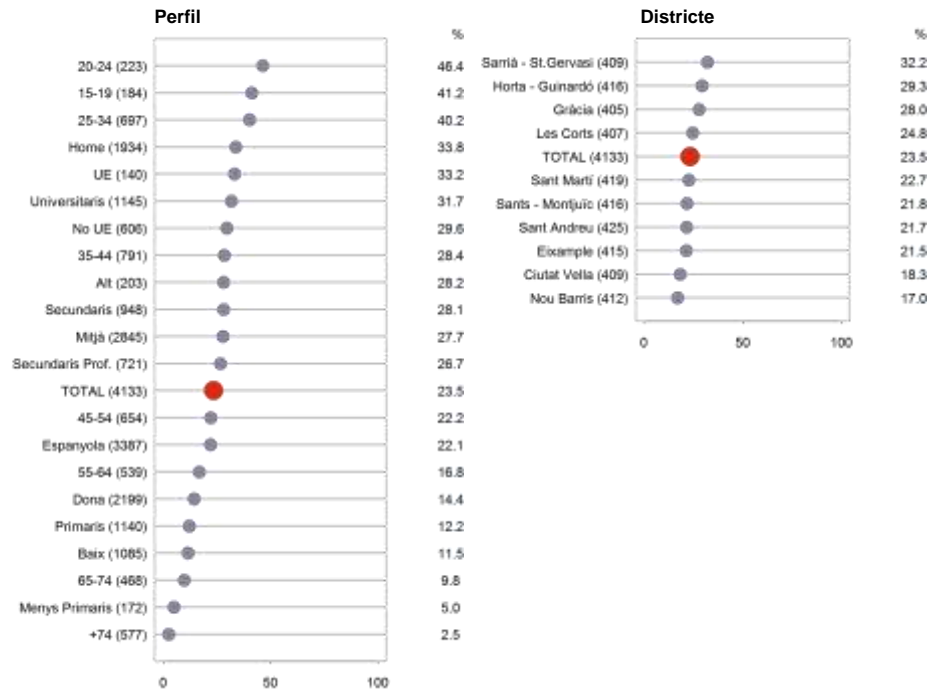 Perfil
%
20-24 (223) 46.4
15-19 (184) 41.2
25-34 (697) 40.2
Home (1934) 33.8
UE (140) 33.2
Universitaris (1145) 31.7
No UE (606) 29.6
35-44 (791) 28.4
Alt (203) 28.2
Secundaris (948) 28.1
Mitjà (2845) 27.7
Secundaris Prof. (721) 26.7
TOTAL (4133) 23.5
45-54 (654) 22.2
Espanyola (3387) 22.1
55-64 (539) 16.8
Dona (2199) 14.4
Primaris (1140) 12.2
Baix (1085) 11.5
65-74 (468) 9.8
Menys Primaris (172) 5.0
+74 (577) 2.5
0 50 100
Districte
%
Sarrià - St.Gervasi (409) 32.2
Horta - Guinardó (416) 29.3
Gràcia (405) 28.0
Les Corts (407) 24.8
TOTAL (4133) 23.5
Sant Martí (419) 22.7
Sants - Montjuïc (416) 21.8
Sant Andreu (425) 21.7
Eixample (415) 21.5
Ciutat Vella (409) 18.3
Nou Barris (412) 17.0
0 50 100